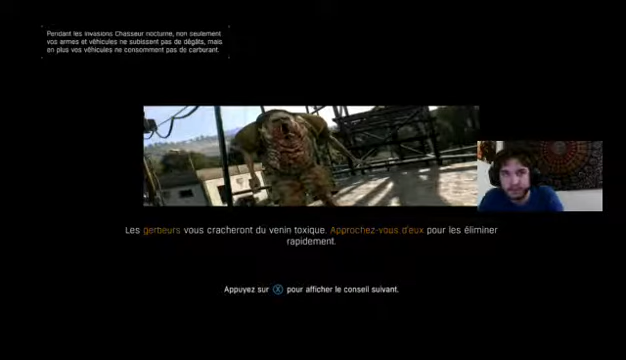 Pendant les invasions Chasseur nocturne, non seulement
vos armes et véhicules ne subissent pas de dégâts, mais
en plus vos véhicules ne consomment pas de carburant.
Les gerbeurs vous cracheront du venin toxique. Approchez-vous d'eux pour les éliminer
rapidement.
Appuyez sur X pour afficher le conseil suivant.